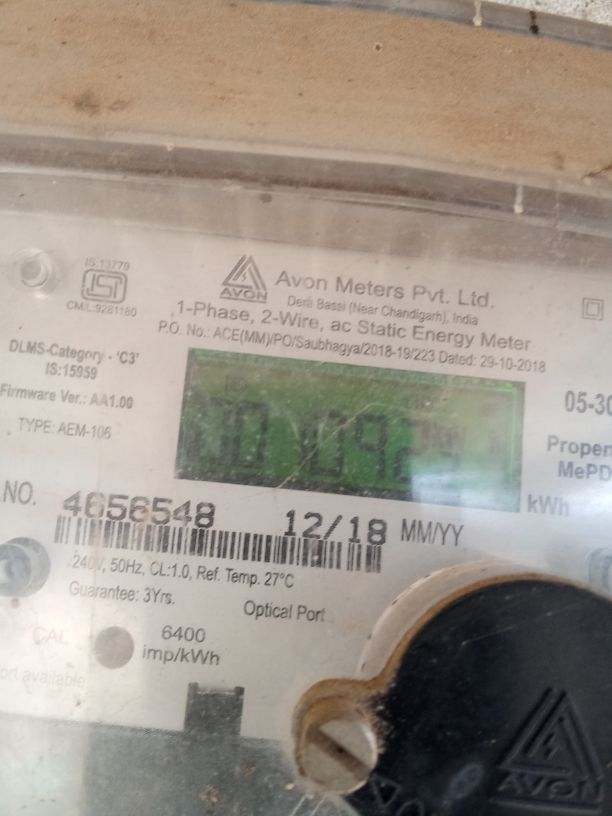 IS:13779
ISI
CM/L:9281180
AVON
Avon Meters Pvt. Ltd.
Dera Bassi (Near Chandigarh), India
1-Phase, 2-Wire, ac Static Energy Meter
P.O. No.: ACE(MM)/PO/Saubhagya/2018-19/223 Dated: 29-10-2018
DLMS-Category - 'C3'
IS:15959
Firmware Ver.: AA1.00
TYPE: AEM-106
05-30
Proper
MePD
kWh
.NO. 4656548 12/18 MM/YY
240V, 50Hz, CL:1.0, Ref. Temp. 27°C
Guarantee: 3Yrs.
Optical Port
CAL
6400
imp/kWh
ort available
AVON